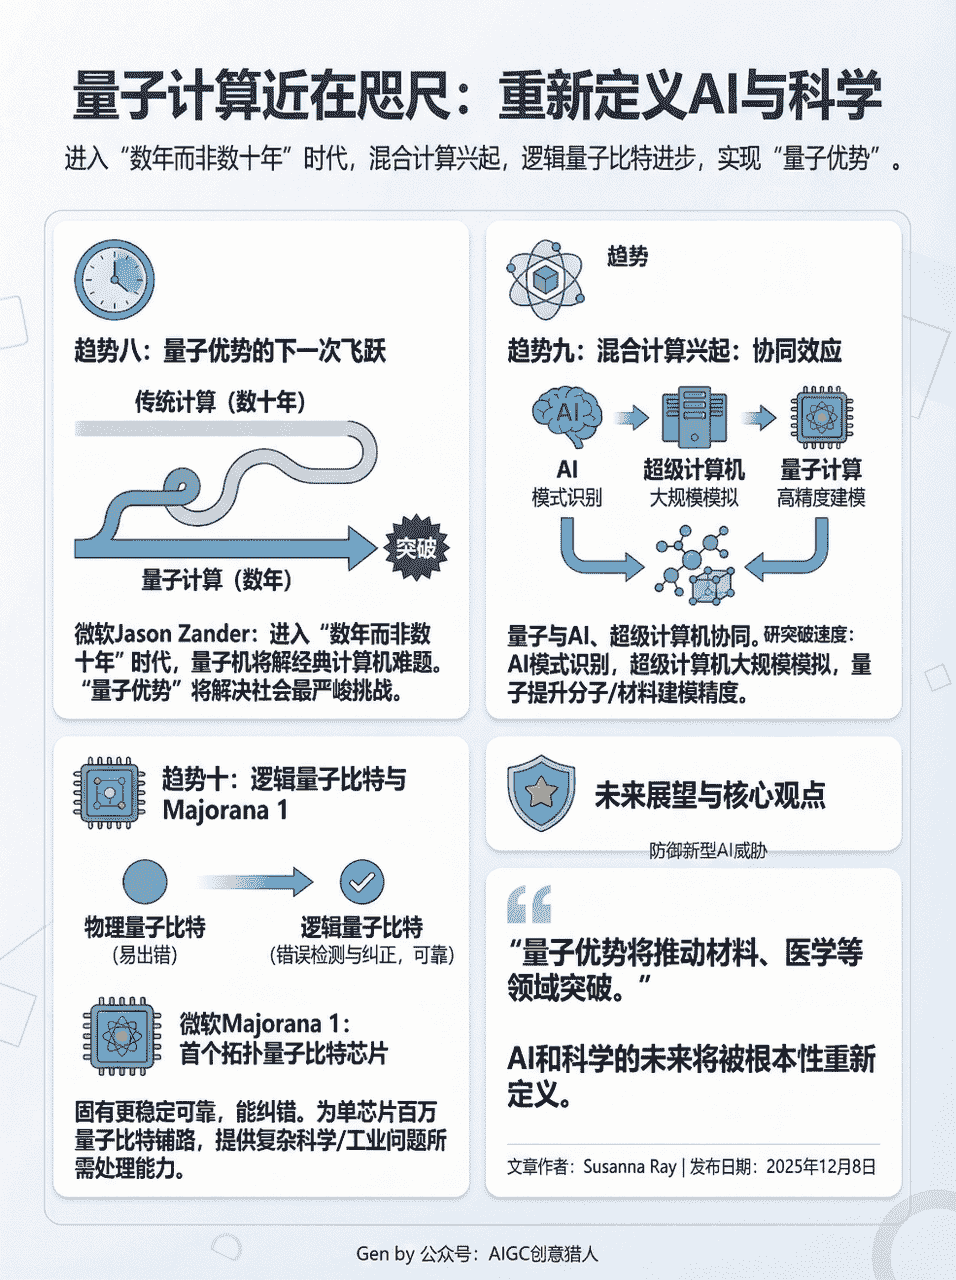 量子计算近在咫尺：重新定义AI与科学
进入“数年而非数十年”时代，混合计算兴起，逻辑量子比特进步，实现“量子优势”。
趋势八：量子优势的下一次飞跃
传统计算（数十年）
突破
量子计算（数年）
微软Jason Zander：进入“数年而非数
十年”时代，量子机将解经典计算机难题。
“量子优势”将解决社会最严峻挑战。
趋势
趋势九：混合计算兴起：协同效应
AI
AI
模式识别
超级计算机
大规模模拟
量子计算
高精度建模
量子与AI、超级计算机协同。研突破速度：
AI模式识别，超级计算机大规模模拟，量
子提升分子/材料建模精度。
趋势十：逻辑量子比特与
Majorana 1
物理量子比特
（易出错）
逻辑量子比特
（错误检测与纠正，可靠）
微软Majorana 1：
首个拓扑量子比特芯片
固有更稳定可靠，能纠错。为单芯片百万
量子比特铺路，提供复杂科学/工业问题所
需处理能力。
未来展望与核心观点
防御新型AI威胁
“量子优势将推动材料、医学等
领域突破。”
AI和科学的未来将被根本性重新
定义。
文章作者：Susanna Ray | 发布日期：2025年12月8日
Gen by 公众号：AIGC创意猎人